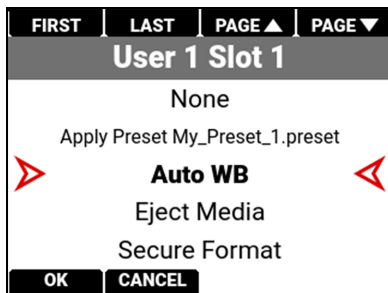 FIRST LAST PAGE▲ PAGE▼
User 1 Slot 1
None
Apply Preset My_Preset_1.preset
Auto WB
Eject Media
Secure Format
OK CANCEL